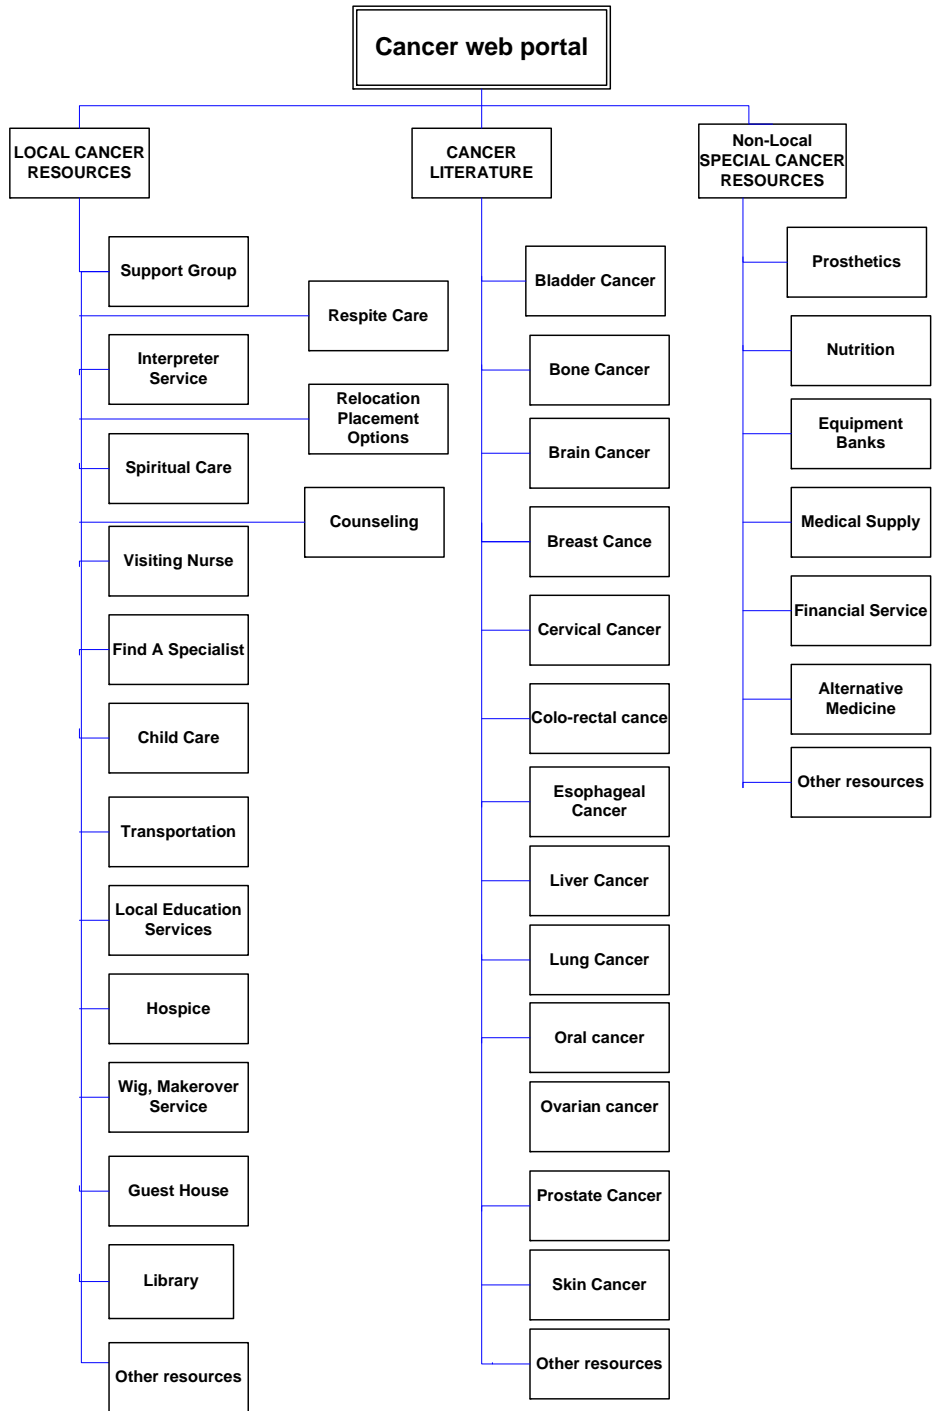 Cancer web portal
LOCAL CANCER
RESOURCES
CANCER
LITERATURE
Non-Local
SPECIAL CANCER
RESOURCES
Support Group
Respite Care
Interpreter
Service
Relocation
Placement
Options
Spiritual Care
Counseling
Visiting Nurse
Find A Specialist
Child Care
Transportation
Local Education
Services
Hospice
Wig, Makerover
Service
Guest House
Library
Other resources
Bladder Cancer
Bone Cancer
Brain Cancer
Breast Cance
Cervical Cancer
Colo-rectal cance
Esophageal
Cancer
Liver Cancer
Lung Cancer
Oral cancer
Ovarian cancer
Prostate Cancer
Skin Cancer
Other resources
Prosthetics
Nutrition
Equipment
Banks
Medical Supply
Financial Service
Alternative
Medicine
Other resources